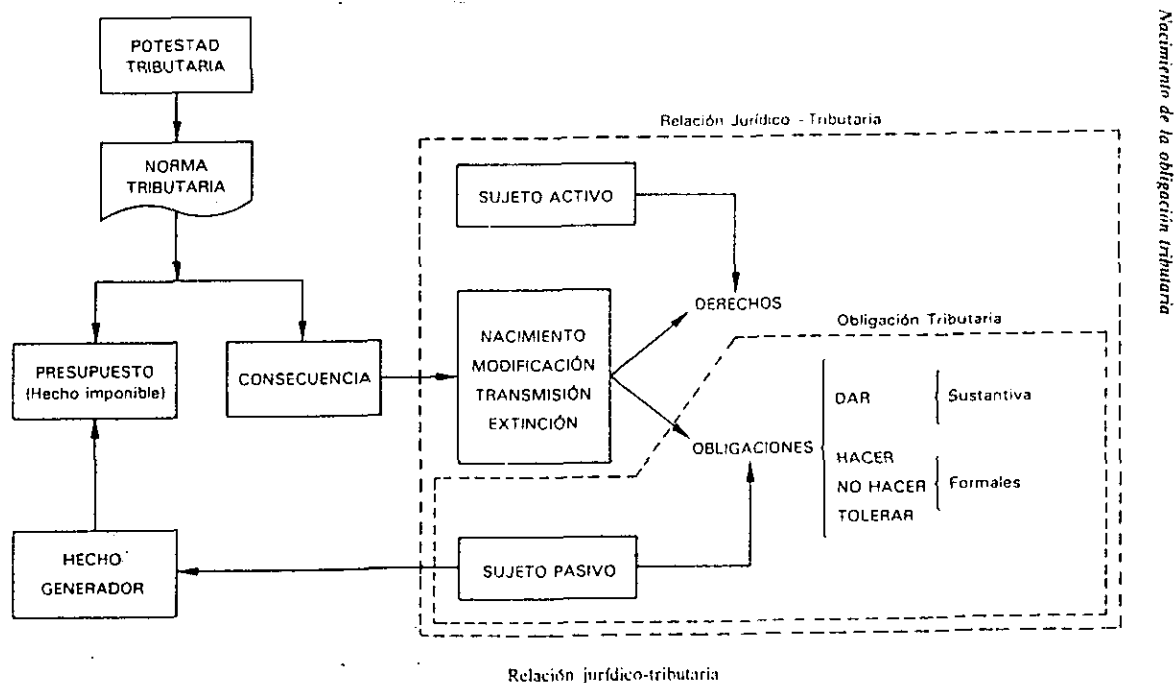 Nacimiento de la obligación tributaria
POTESTAD
TRIBUTARIA
NORMA
TRIBUTARIA
PRESUPUESTO
(Hecho imponible)
CONSECUENCIA
HECHO
GENERADOR
Relación Jurídico - Tributaria
SUJETO ACTIVO
NACIMIENTO
MODIFICACIÓN
TRANSMISIÓN
EXTINCIÓN
DERECHOS
Obligación Tributaria
OBLIGACIONES
DAR
Sustantiva
HACER
NO HACER
TOLERAR
Formales
SUJETO PASIVO
Relación jurídico-tributaria